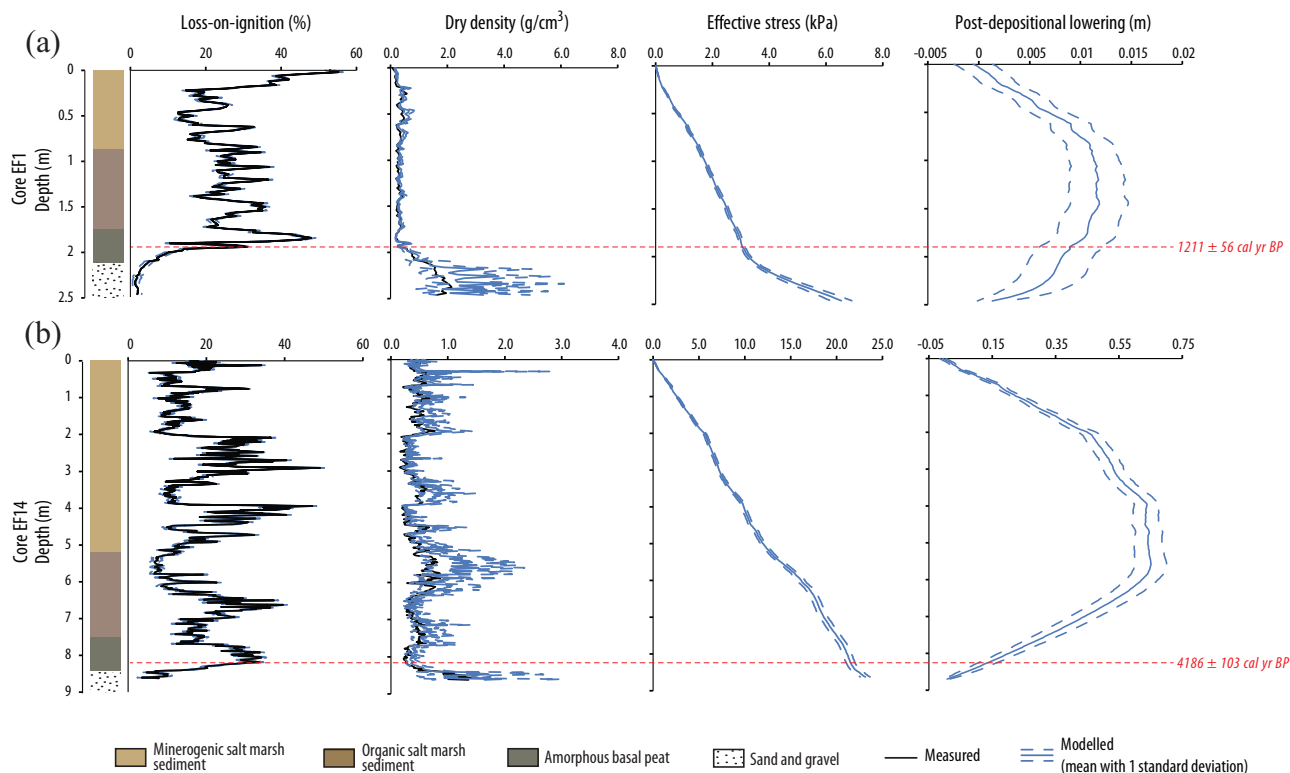 Loss-on-ignition (%)
Dry density (g/cm³)
Effective stress (kPa)
Post-depositional lowering (m)
(a)
0 20 40 60
0.0 2.0 4.0 6.0 8.0
0.0 2.0 4.0 6.0 8.0
-0.005 0 0.005 0.01 0.015 0.02
Core EF1
Depth (m)
0
0.5
1
1.5
2
2.5
1211 ± 56 cal yr BP
(b)
0 20 40 60
0.0 1.0 2.0 3.0 4.0
0.0 5.0 10.0 15.0 20.0 25.0
-0.05 0.15 0.35 0.55 0.75
Core EF14
Depth (m)
0
1
2
3
4
5
6
7
8
9
4186 ± 103 cal yr BP
Minerogenic salt marsh
sediment
Organic salt marsh
sediment
Amorphous basal peat
Sand and gravel
Measured
Modelled
(mean with 1 standard deviation)